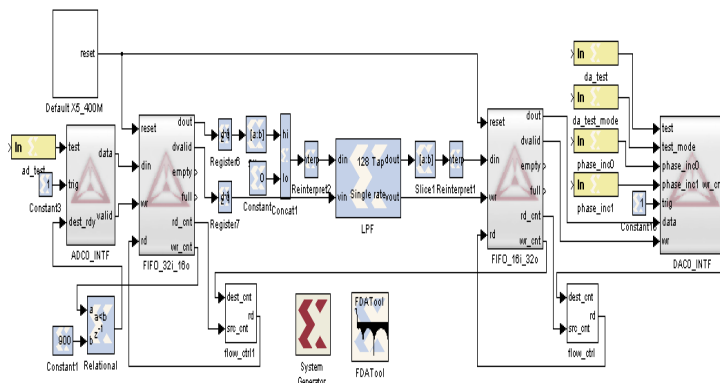 reset
Default X5_400M
In
ad_test
1
Constant3
test
trig
dest_rdy
data
valid
ADC0_INTF
reset
din
wr
rd
dout
dvalid
empty
full
rd_cnt
wr_cnt
FIFO_32i_16o
Register6
Register7
[a:b]
0
Constant
hi
lo
Concat1
Reinterpret2
din
vin
128 Tap
Single rate
dout
vout
LPF
[a:b]
Slice1
Reinterpret1
reset
din
wr
rd
dout
dvalid
empty
full
rd_cnt
wr_cnt
FIFO_16i_32o
In
da_test
In
da_test_mode
In
phase_inc0
In
phase_inc1
1
test
test_mode
phase_inc0
phase_inc1
trig
data
wr
DAC0_INTF
900
Constant1
a
b
a<b
z-1
Relational
dest_cnt
src_cnt
rd
flow_ctrl1
System
Generator
FDATool
FDATool
dest_cnt
src_cnt
rd
flow_ctrl